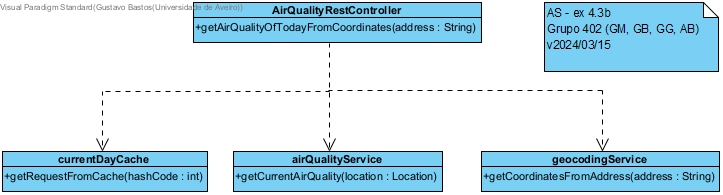 Visual Paradigm Standard(Gustavo Bastos(Universidade de Aveiro))
AirQualityRestController
+getAirQualityOfTodayFromCoordinates(address : String)
AS - ex 4.3b
Grupo 402 (GM, GB, GG, AB)
v2024/03/15
currentDayCache
+getRequestFromCache(hashCode : int)
airQualityService
+getCurrentAirQuality(location : Location)
geocodingService
+getCoordinatesFromAddress(address : String)